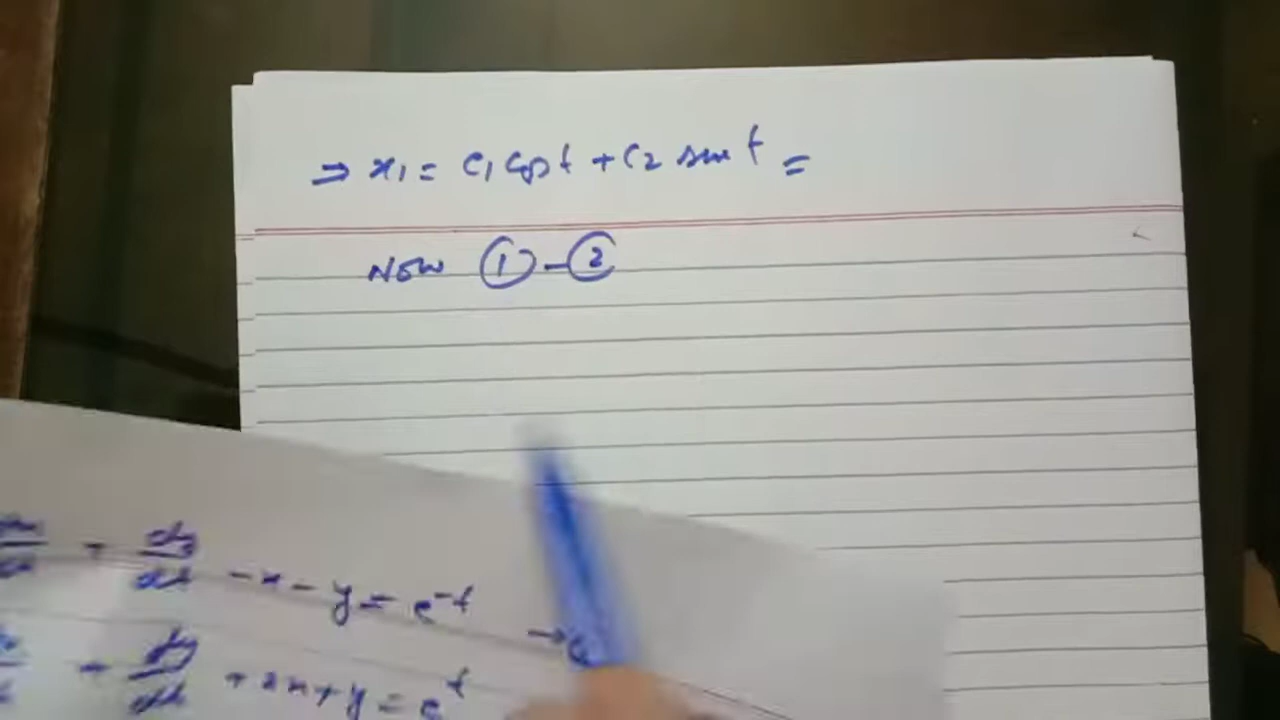 ⇒ x₁ = c₁ cos t + c₂ sin t =
Now ① - ②
dy/dt - x - y = e^-t →
dy/dt + 2x + y = e^t